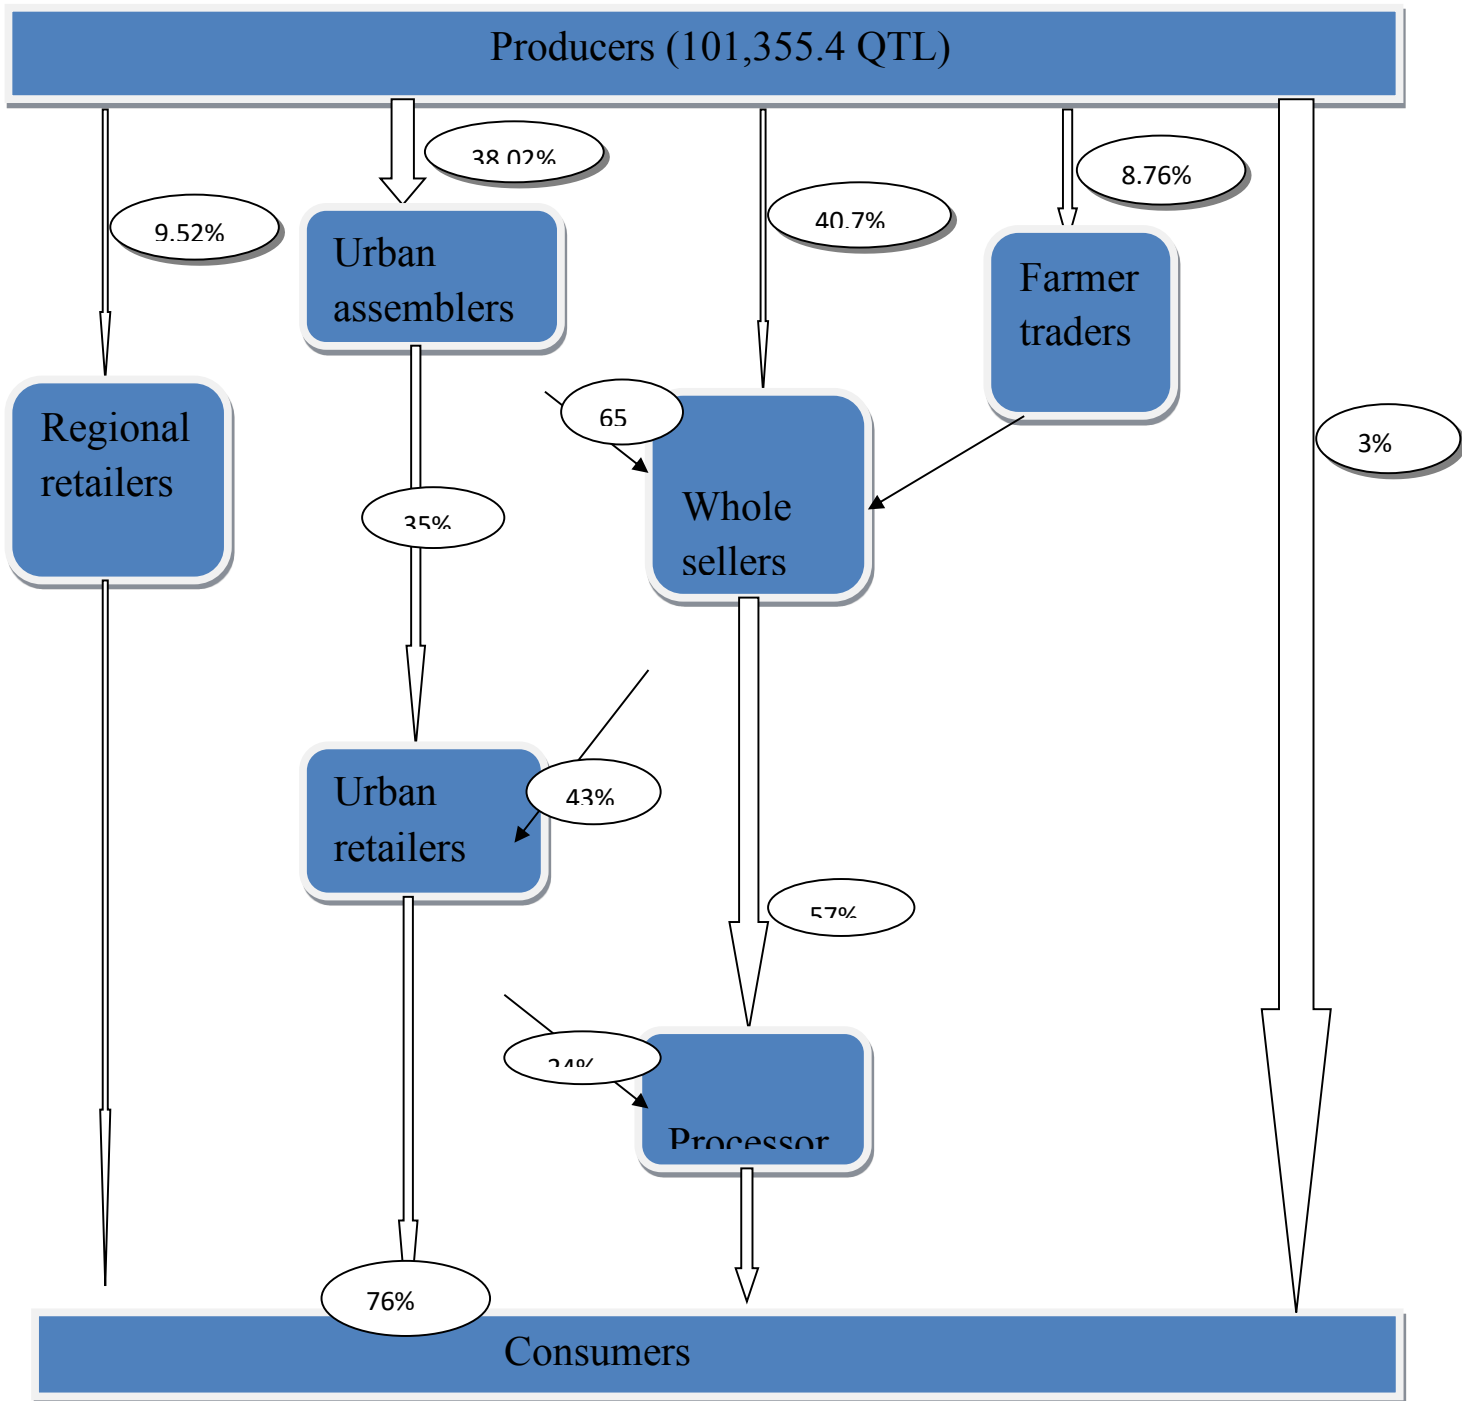 Producers (101,355.4 QTL)
38.02%
8.76%
9.52%
40.7%
Urban
assemblers
Farmer
traders
65
Regional
retailers
3%
Whole
sellers
35%
Urban
retailers
43%
57%
24%
Processor
76%
Consumers